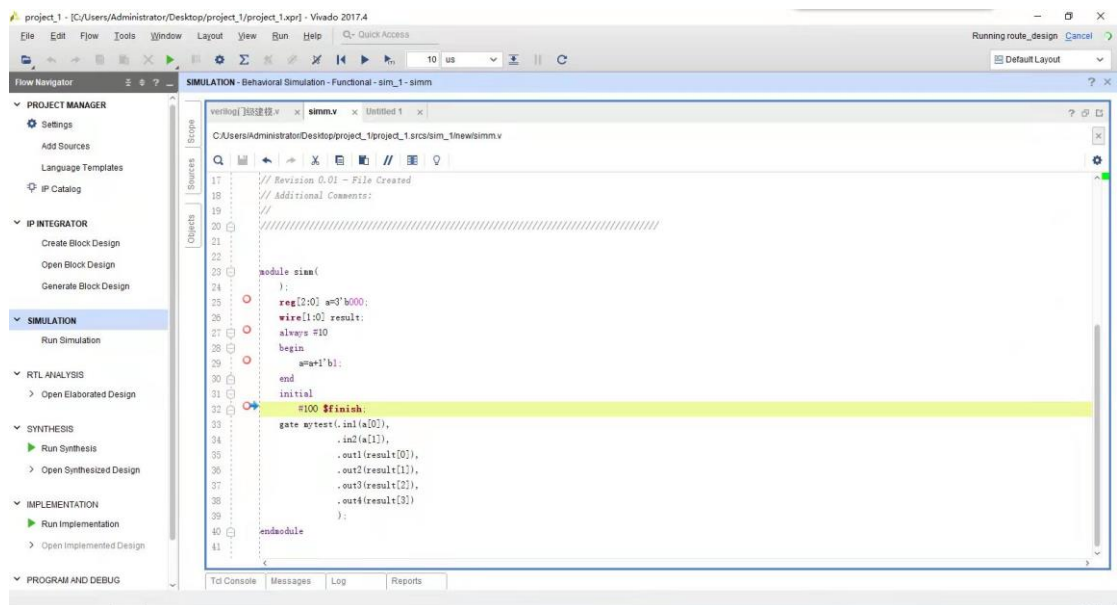 project_1 - [C:/Users/Administrator/Desktop/project_1/project_1.xpr] - Vivado 2017.4
File Edit Flow Tools Window Layout View Run Help Quick Access
Running route_design Cancel
10 us
Default Layout
Flow Navigator
SIMULATION - Behavioral Simulation - Functional - sim_1 - simm
PROJECT MANAGER
Settings
Add Sources
Language Templates
IP Catalog
IP INTEGRATOR
Create Block Design
Open Block Design
Generate Block Design
SIMULATION
Run Simulation
RTL ANALYSIS
Open Elaborated Design
SYNTHESIS
Run Synthesis
Open Synthesized Design
IMPLEMENTATION
Run Implementation
Open Implemented Design
PROGRAM AND DEBUG
Scope
Sources
Objects
verilog门级建模.v simm.v Untitled 1
C:/Users/Administrator/Desktop/project_1/project_1.srcs/sim_1/new/simm.v
17 // Revision 0.01 - File Created
18 // Additional Comments:
19 //
20 //////////////////////////////////////////////////////////////////////////////////
21
22
23 module simm(
24 );
25 reg[2:0] a=3'b000;
26 wire[1:0] result;
27 always #10
28 begin
29 a=a+1'b1;
30 end
31 initial
32 #100 $finish;
33 gate mytest(.in1(a[0]),
34 .in2(a[1]),
35 .out1(result[0]),
36 .out2(result[1]),
37 .out3(result[2]),
38 .out4(result[3])
39 );
40 endmodule
41
Tcl Console Messages Log Reports